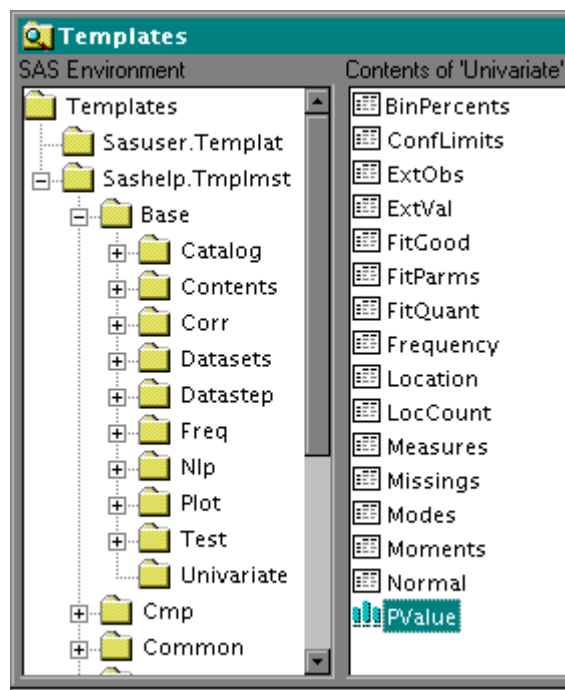 Templates
SAS Environment
Templates
Sasuser.Templat
Sashelp.Tmplmst
Base
Catalog
Contents
Corr
Datasets
Datastep
Freq
Nlp
Plot
Test
Univariate
Cmp
Common
Contents of 'Univariate'
BinPercents
ConfLimits
ExtObs
ExtVal
FitGood
FitParms
FitQuant
Frequency
Location
LocCount
Measures
Missings
Modes
Moments
Normal
PValue